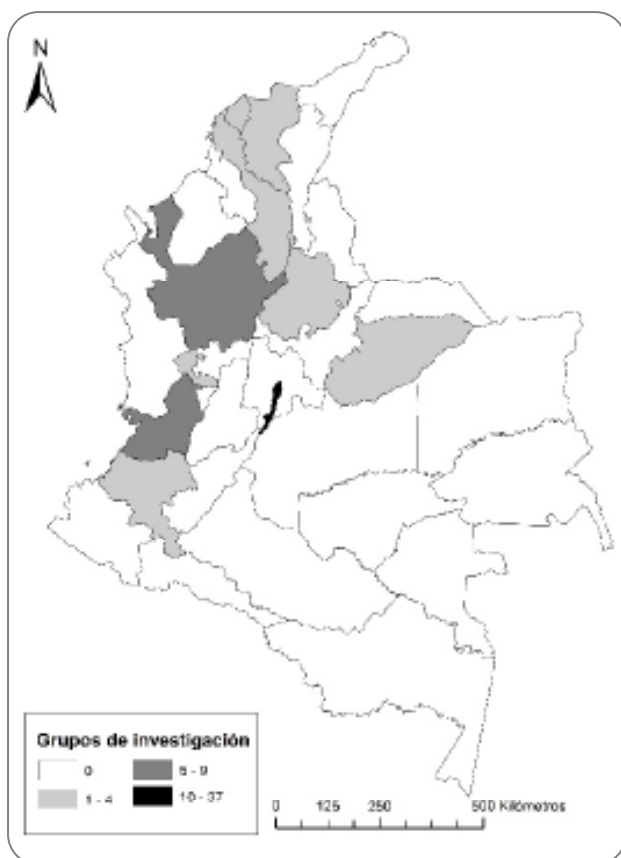 N
Grupos de investigación
0
5 - 9
1 - 4
10 - 37
0 125 250 500 Kilómetros